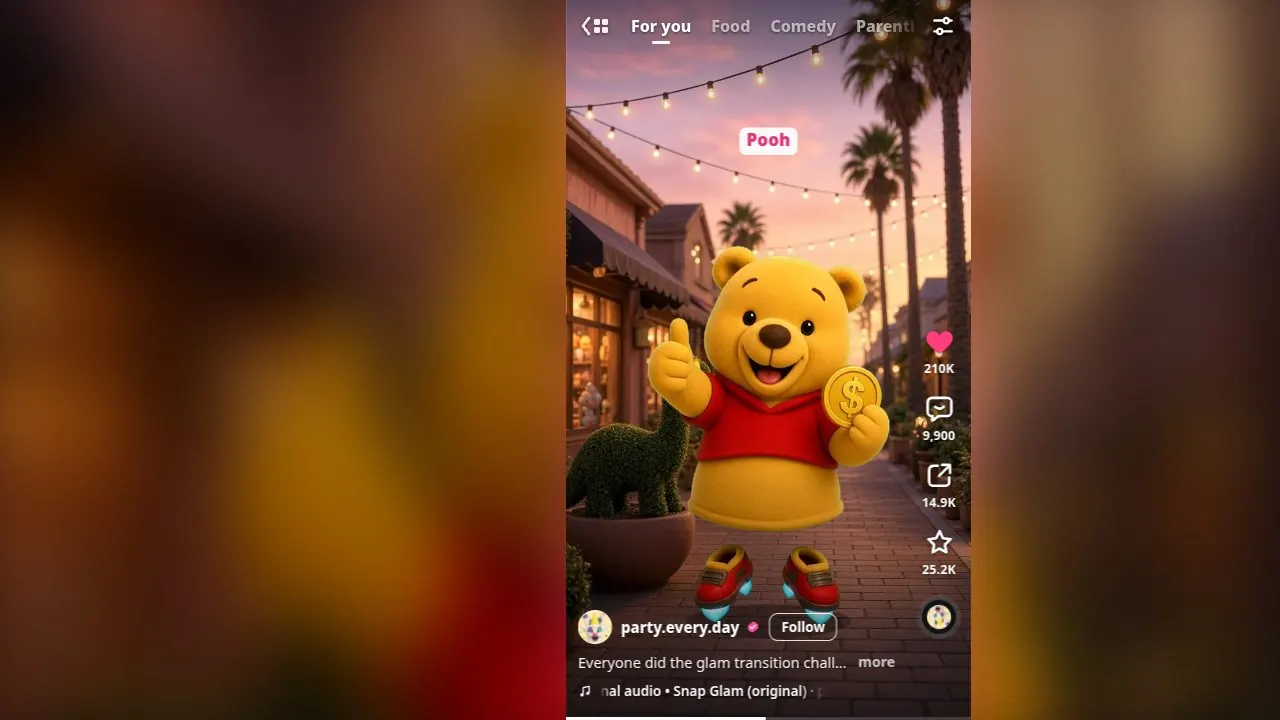 For you Food Comedy Parenti
Pooh
$
210K
9,900
14.9K
25.2K
party.every.day Follow
Everyone did the glam transition chall... more
nal audio • Snap Glam (original) ·